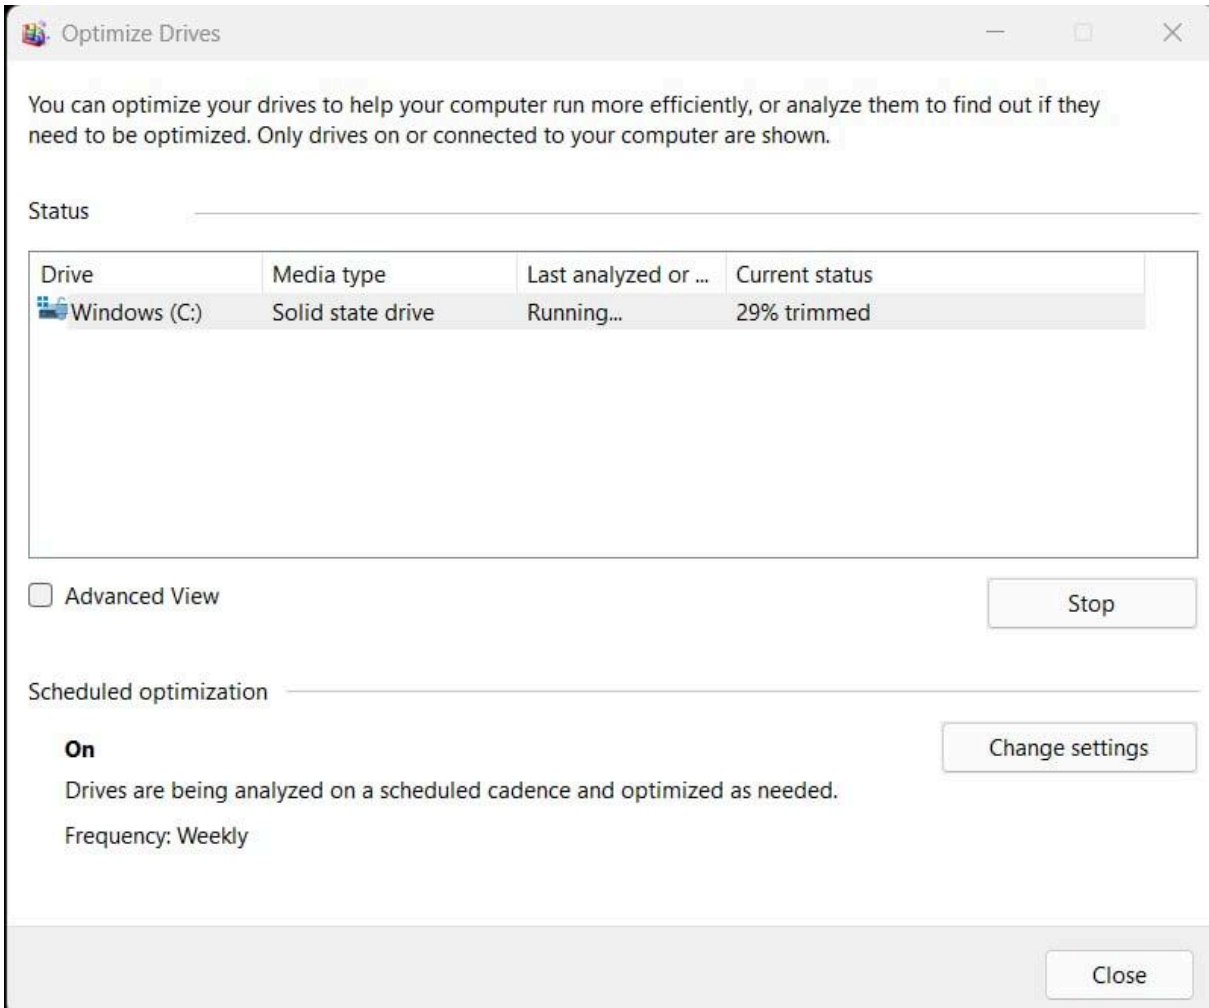 Optimize Drives
You can optimize your drives to help your computer run more efficiently, or analyze them to find out if they
need to be optimized. Only drives on or connected to your computer are shown.
Status
Drive Media type Last analyzed or ... Current status
Windows (C:) Solid state drive Running... 29% trimmed
Advanced View
Stop
Scheduled optimization
On
Change settings
Drives are being analyzed on a scheduled cadence and optimized as needed.
Frequency: Weekly
Close